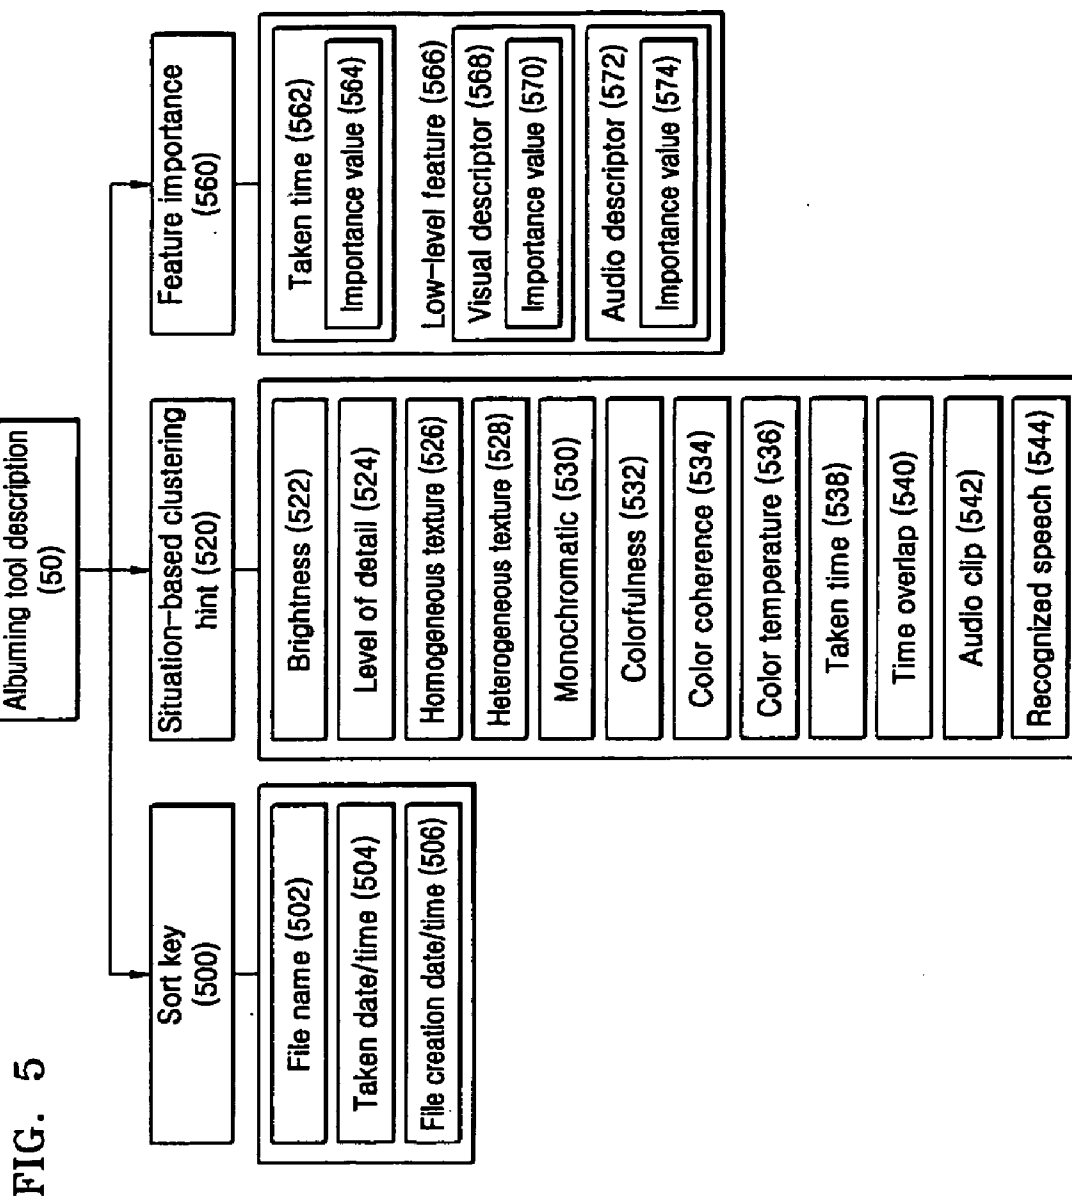 FIG. 5
Albuming tool description
(50)
Sort key
(500)
File name (502)
Taken date/time (504)
File creation date/time (506)
Situation-based clustering
hint (520)
Brightness (522)
Level of detail (524)
Homogeneous texture (526)
Heterogeneous texture (528)
Monochromatic (530)
Colorfulness (532)
Color coherence (534)
Color temperature (536)
Taken time (538)
Time overlap (540)
Audio clip (542)
Recognized speech (544)
Feature importance
(560)
Taken time (562)
Importance value (564)
Low-level feature (566)
Visual descriptor (568)
Importance value (570)
Audio descriptor (572)
Importance value (574)